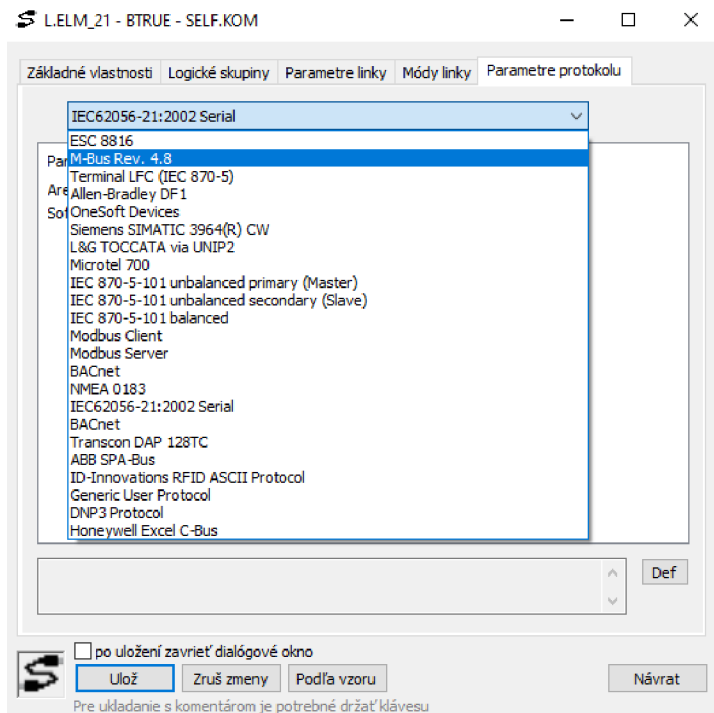 L.ELM_21 - BTRUE - SELF.KOM
Základné vlastnosti Logické skupiny Parametre linky Módy linky Parametre protokolu
IEC62056-21:2002 Serial
ESC 8816
Par M-Bus Rev. 4.8
Terminal LFC (IEC 870-5)
Are Allen-Bradley DF1
Sof OneSoft Devices
Siemens SIMATIC 3964(R) CW
L&G TOCCATA via UNIP2
Microtel 700
IEC 870-5-101 unbalanced primary (Master)
IEC 870-5-101 unbalanced secondary (Slave)
IEC 870-5-101 balanced
Modbus Client
Modbus Server
BACnet
NMEA 0183
IEC62056-21:2002 Serial
BACnet
Transcon DAP 128TC
ABB SPA-Bus
ID-Innovations RFID ASCII Protocol
Generic User Protocol
DNP3 Protocol
Honeywell Excel C-Bus
Def
po uložení zavrieť dialógové okno
Ulož Zruš zmeny Podľa vzoru Návrat
Pre ukladanie s komentárom je potrebné držať klávesu